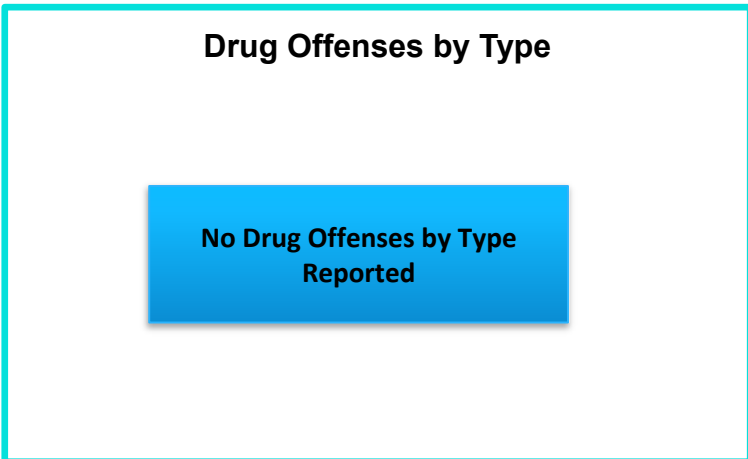 Drug Offenses by Type
No Drug Offenses by Type
Reported